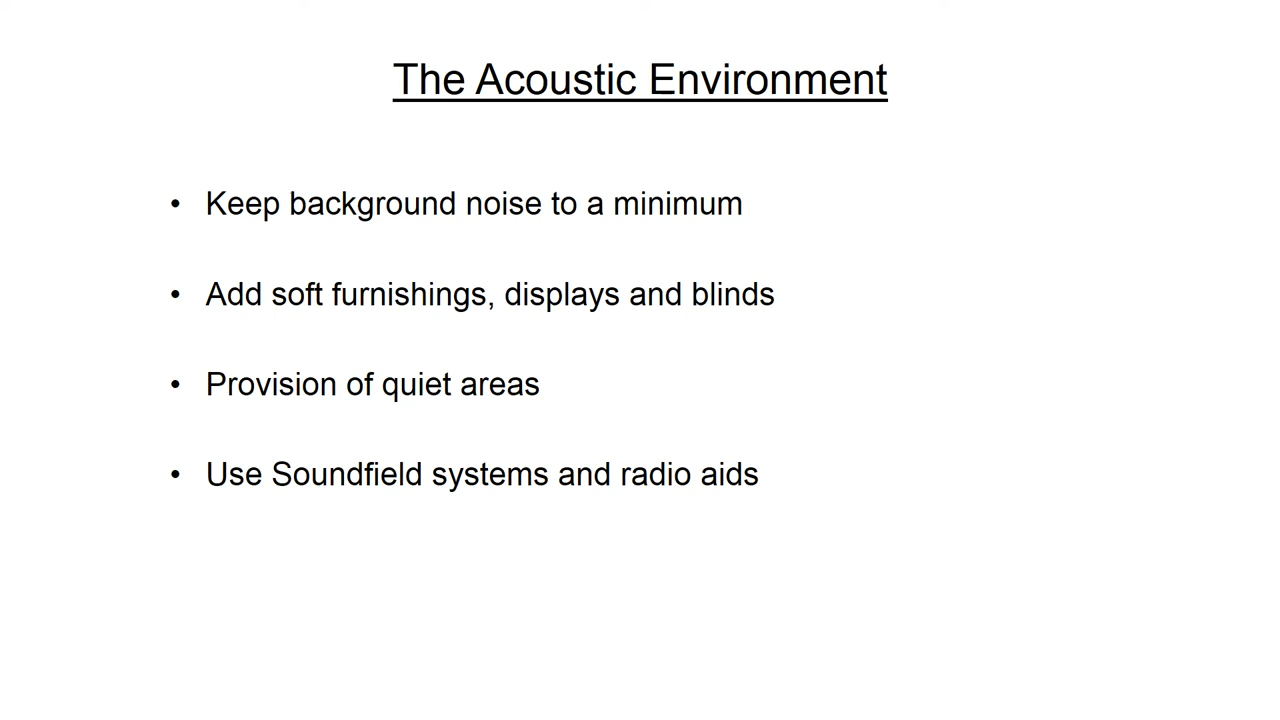 The Acoustic Environment
• Keep background noise to a minimum
• Add soft furnishings, displays and blinds
• Provision of quiet areas
• Use Soundfield systems and radio aids